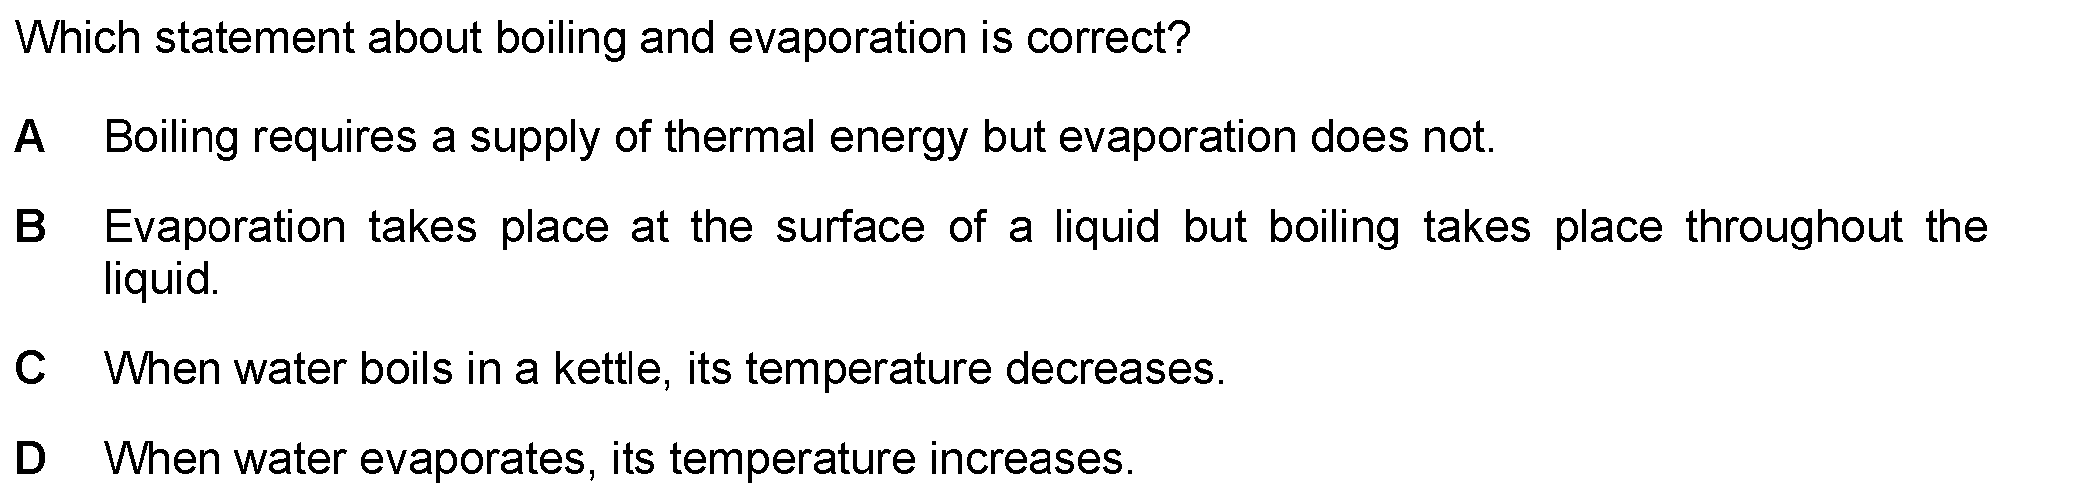 Which statement about boiling and evaporation is correct?
A Boiling requires a supply of thermal energy but evaporation does not.
B Evaporation takes place at the surface of a liquid but boiling takes place throughout the
liquid.
C When water boils in a kettle, its temperature decreases.
D When water evaporates, its temperature increases.